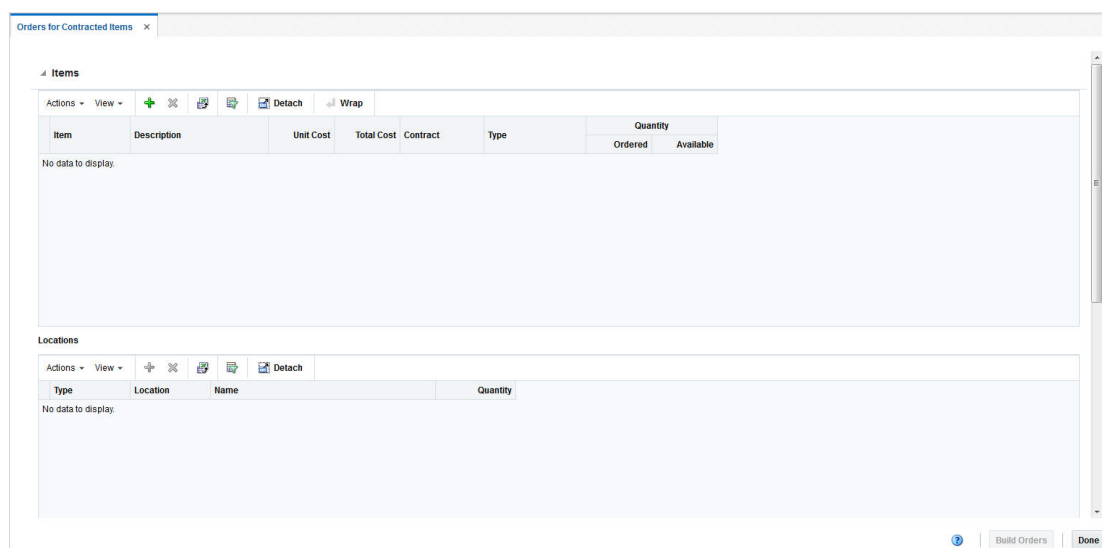 Orders for Contracted Items ×
Items
Actions View Detach Wrap
Item Description Unit Cost Total Cost Contract Type Quantity
Ordered Available
No data to display.
Locations
Actions View Detach
Type Location Name Quantity
No data to display.
? Build Orders Done